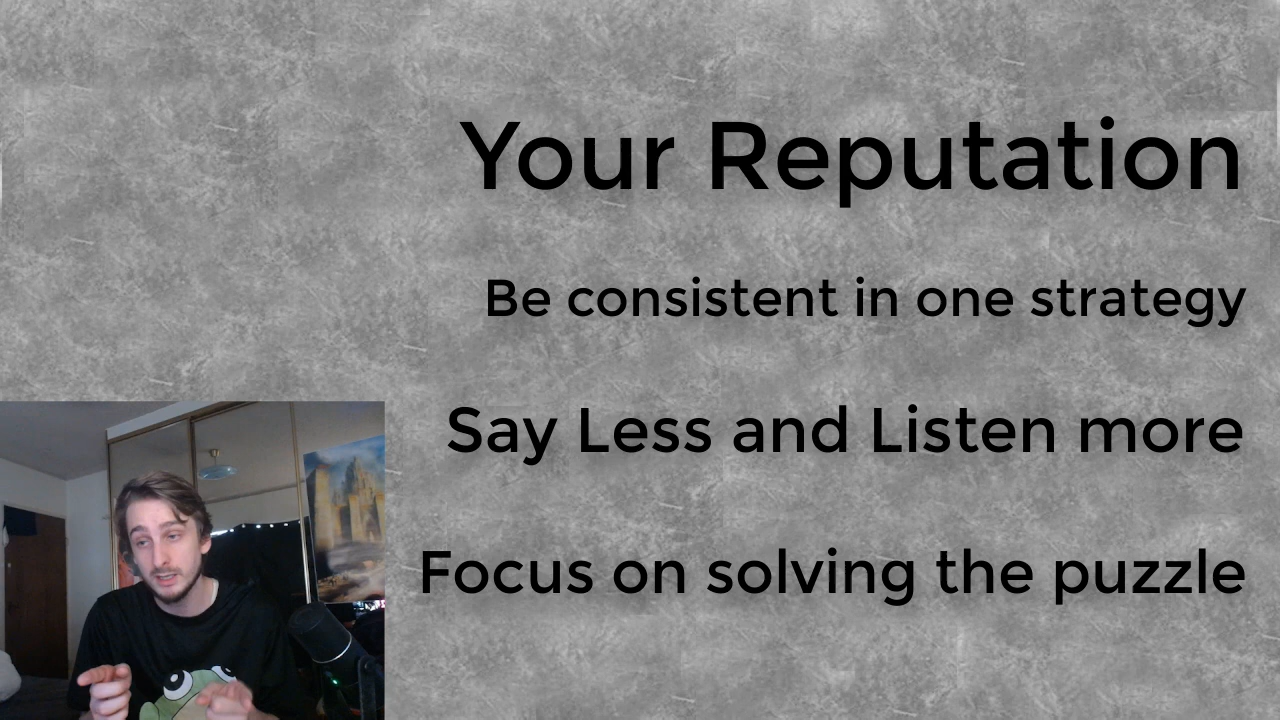 Your Reputation
Be consistent in one strategy
Say Less and Listen more
Focus on solving the puzzle